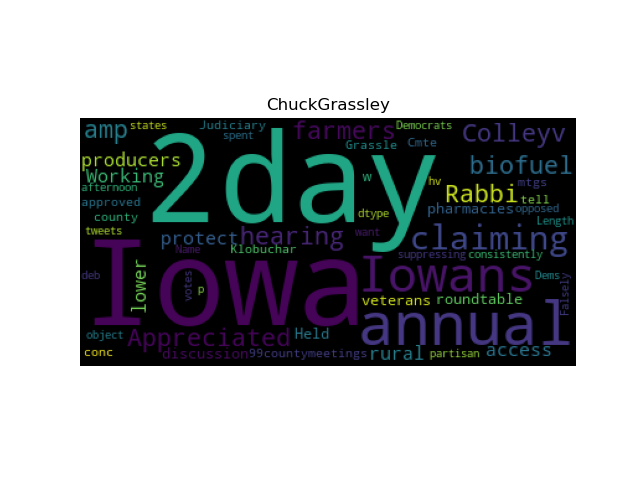 ChuckGrassley
amp states Judiciary farmers Democrats Colleyv
spent 2day Grassle Cmte
producers biofuel
Working w hv Rabbi mtgs
afternoon tell
approved pharmacies opposed
county dtype Length
tweets protect hearing want claiming
Iowa Klobuchar suppressing consistently
deb lower votes p Iowans Dems Falsely
veterans roundtable
object Appreciated Held annual
conc Name discussion 99countymeetings rural partisan access